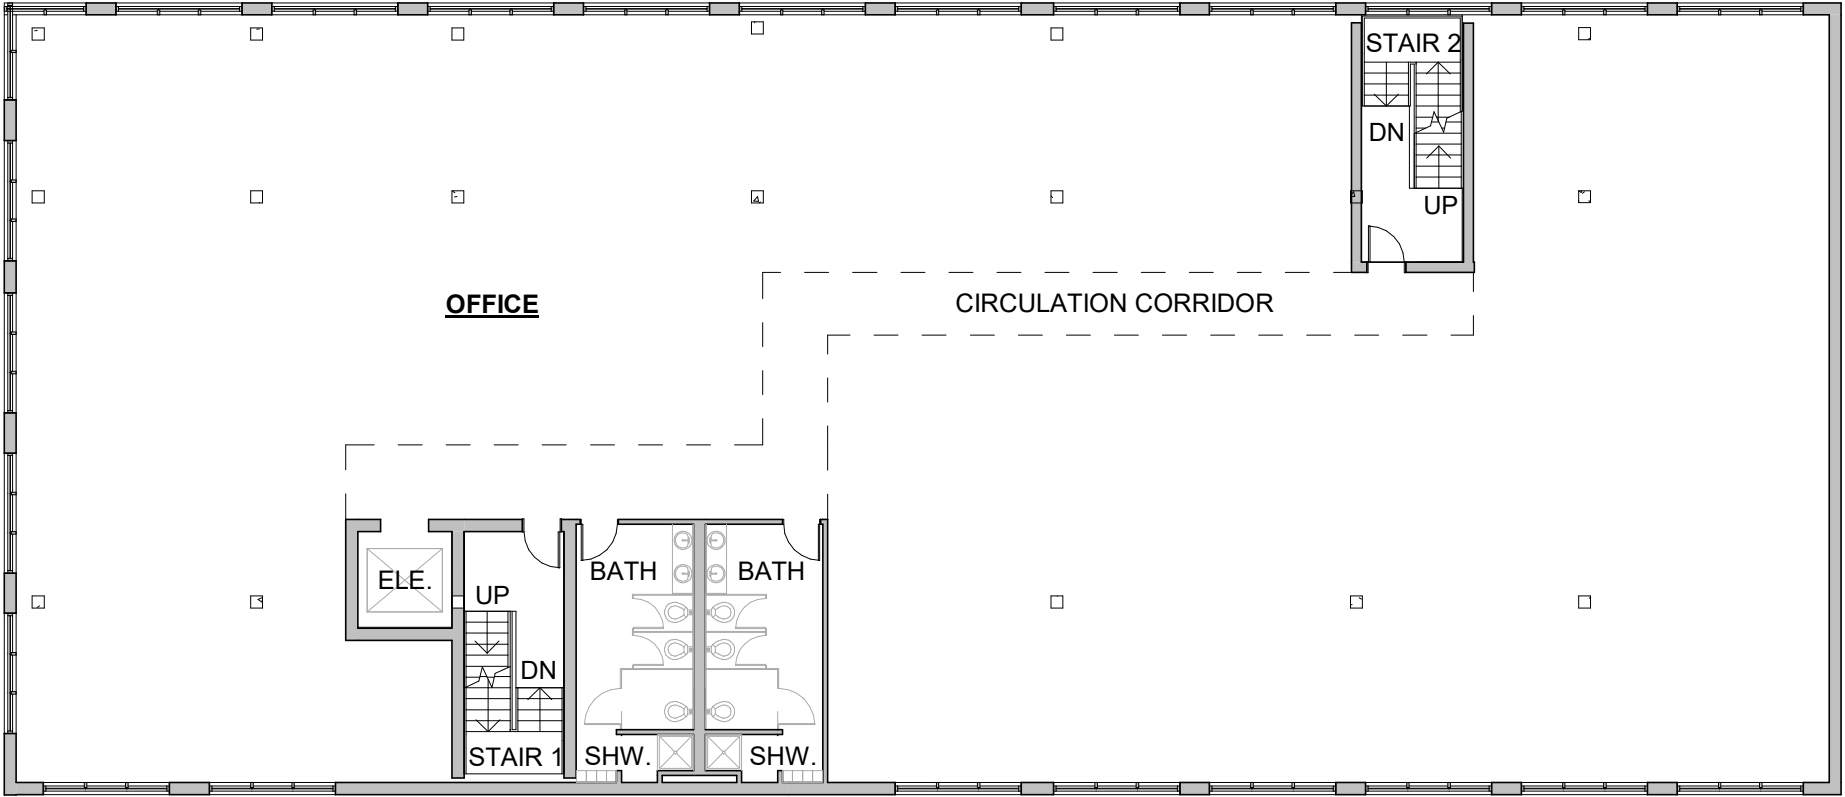 STAIR 2
DN
UP
OFFICE
CIRCULATION CORRIDOR
ELE.
UP
BATH
BATH
DN
STAIR 1
SHW.
SHW.